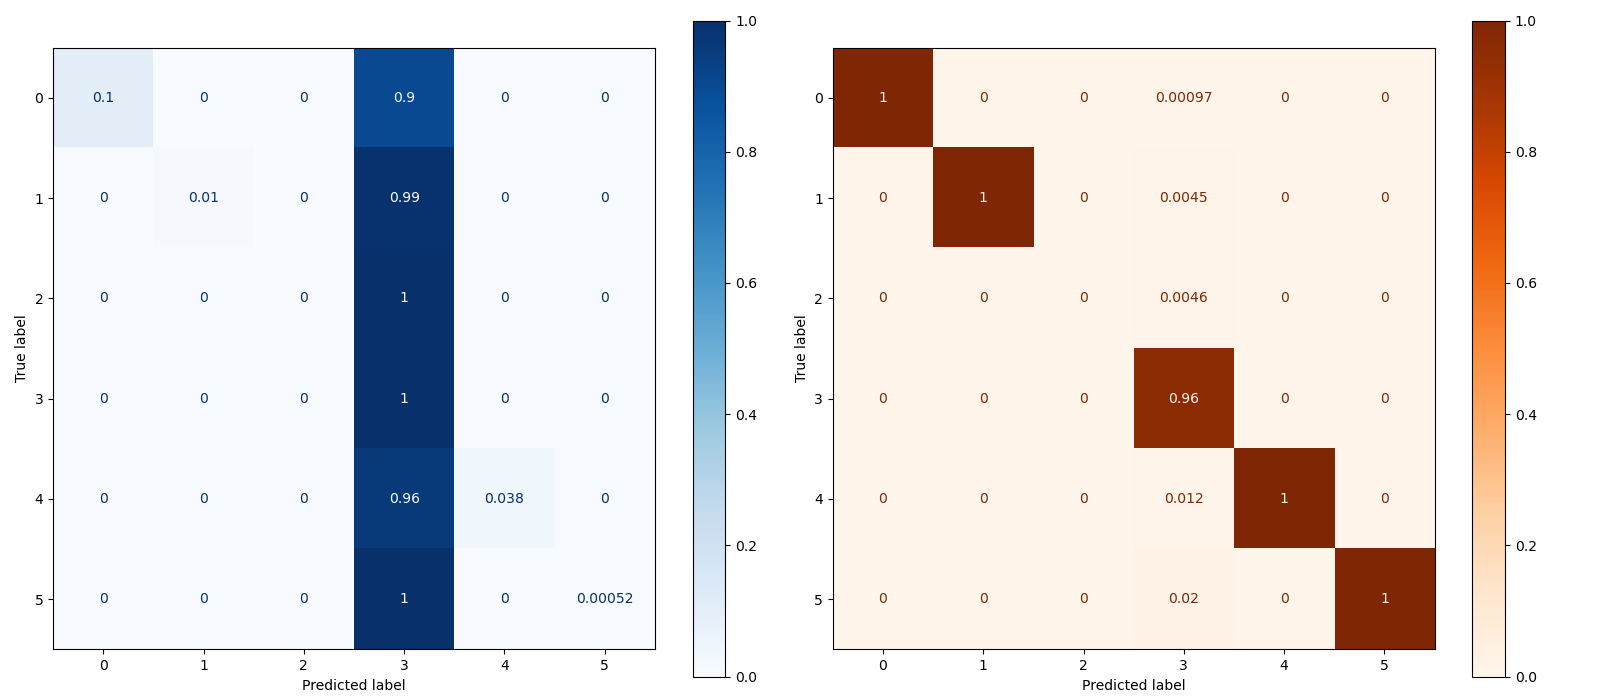 0 0.1 0 0 0.9 0 0
1 0 0.01 0 0.99 0 0
2 0 0 0 1 0 0
3 0 0 0 1 0 0
4 0 0 0 0.96 0.038 0
5 0 0 0 1 0 0.00052
0 1 2 3 4 5
True label
Predicted label
1.0
0.8
0.6
0.4
0.2
0.0
0 1 0 0 0.00097 0 0
1 0 1 0 0.0045 0 0
2 0 0 0 0.0046 0 0
3 0 0 0 0.96 0 0
4 0 0 0 0.012 1 0
5 0 0 0 0.02 0 1
0 1 2 3 4 5
True label
Predicted label
1.0
0.8
0.6
0.4
0.2
0.0